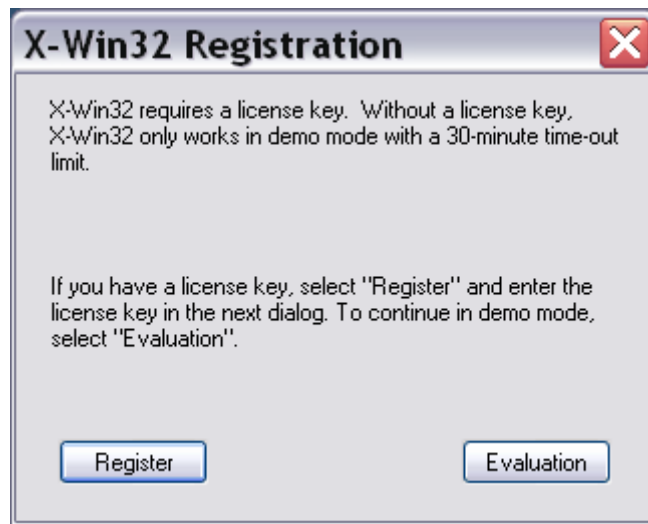 X-Win32 Registration
X-Win32 requires a license key.  Without a license key,
X-Win32 only works in demo mode with a 30-minute time-out
limit.
If you have a license key, select "Register" and enter the
license key in the next dialog. To continue in demo mode,
select "Evaluation".
Register
Evaluation